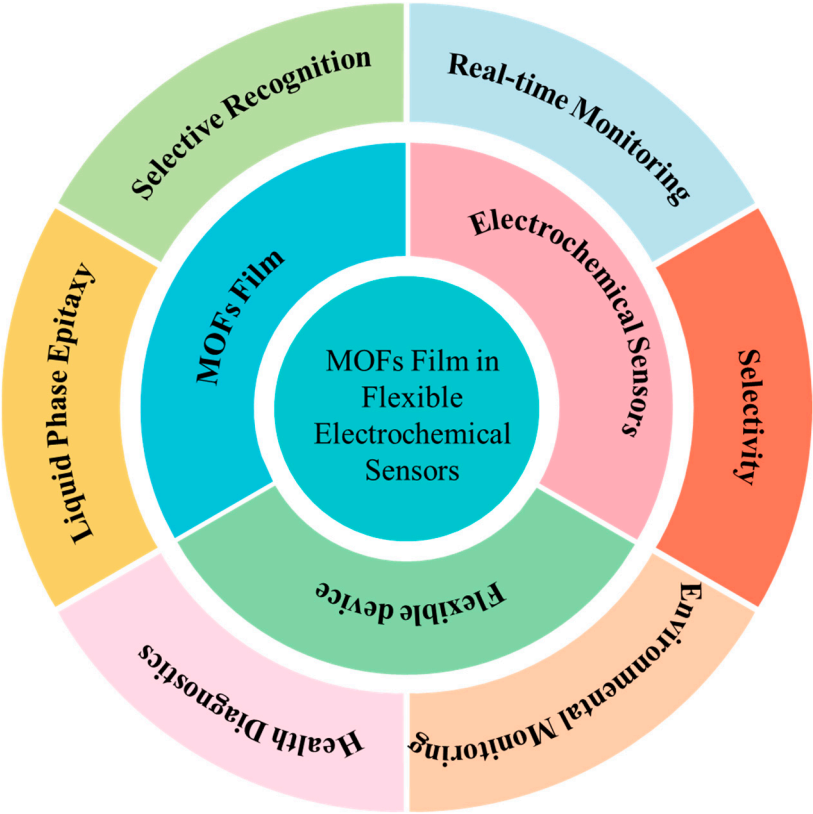 Selective Recognition
Real-time Monitoring
Electrochemical Sensors
MOFs Film
Liquid Phase Epitaxy
Selectivity
MOFs Film in
Flexible
Electrochemical
Sensors
Flexible device
Health Diagnostics
Environmental Monitoring